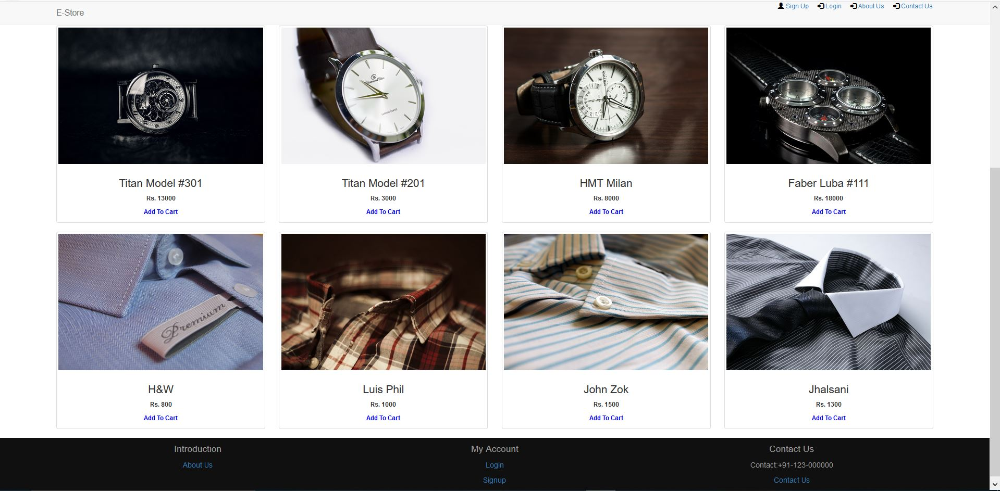 E-Store
Sign Up Login About Us Contact Us
Diamond Dior
SAPPHIRE COATED
Titan Model #301
Rs. 13000
Add To Cart
Titan Model #201
Rs. 3000
Add To Cart
HMT Milan
Rs. 8000
Add To Cart
Faber Luba #111
Rs. 18000
Add To Cart
Premium
H&W
Rs. 800
Add To Cart
Luis Phil
Rs. 1000
Add To Cart
John Zok
Rs. 1500
Add To Cart
Jhalsani
Rs. 1300
Add To Cart
Introduction
About Us
My Account
Login
Signup
Contact Us
Contact:+91-123-000000
Contact Us